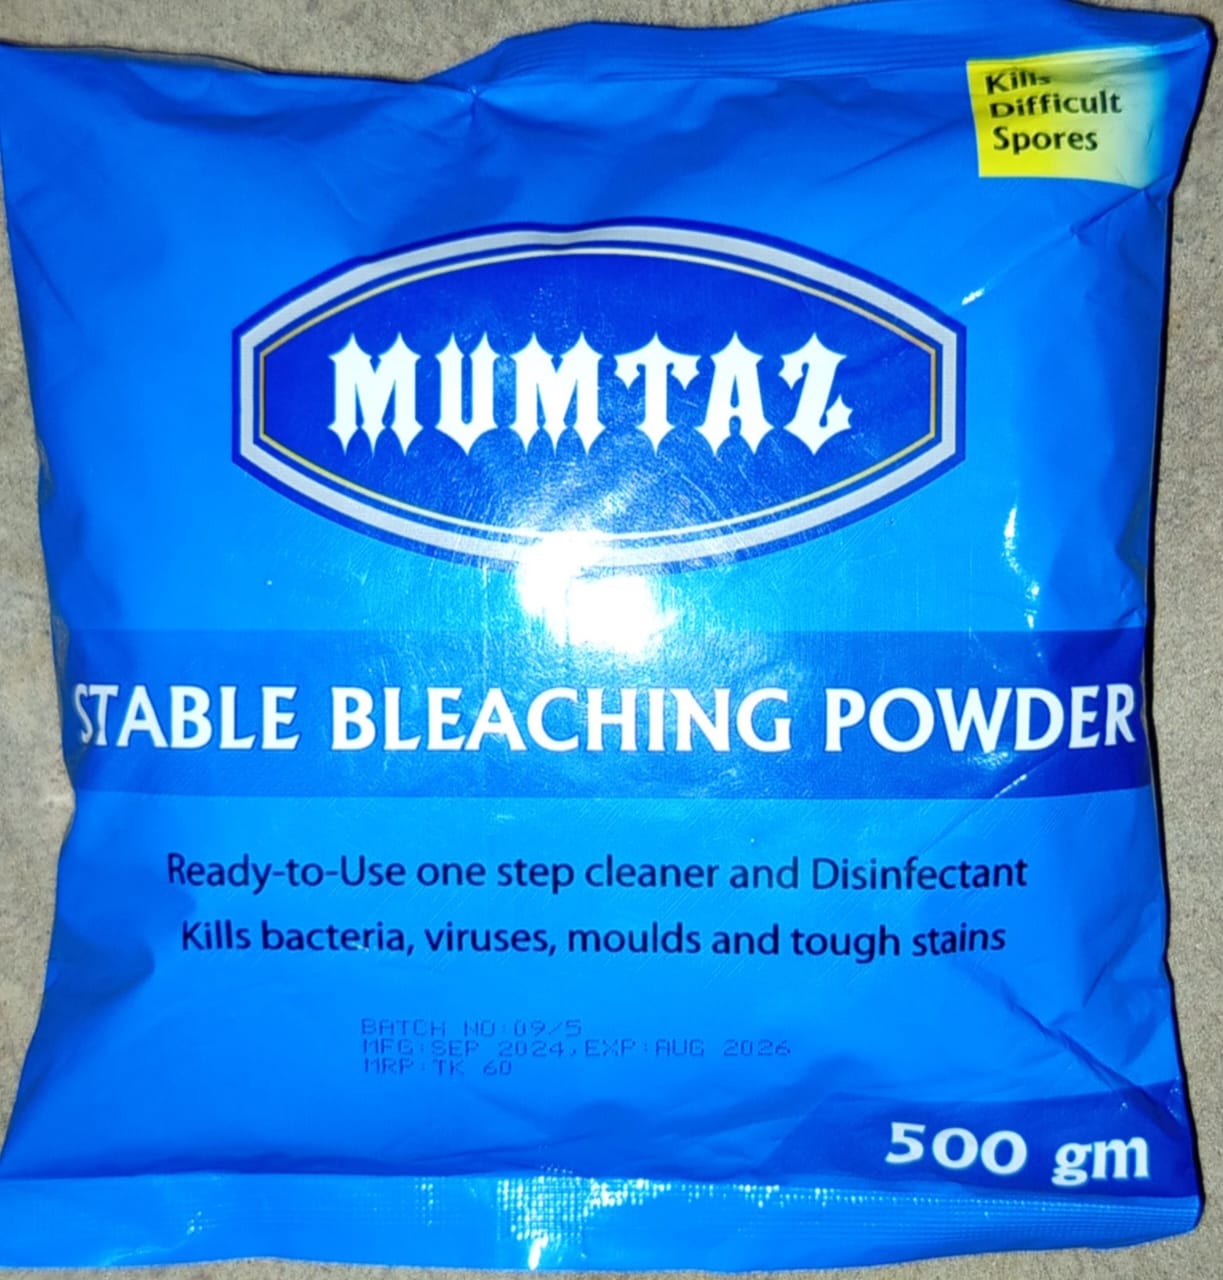 Kills
Difficult
Spores
MUMTAZ
STABLE BLEACHING POWDER
Ready-to-Use one step cleaner and Disinfectant
Kills bacteria, viruses, moulds and tough stains
BATCH NO:09/5
MFG:SEP 2024,EXP:AUG 2026
MRP:TK 60
500 gm